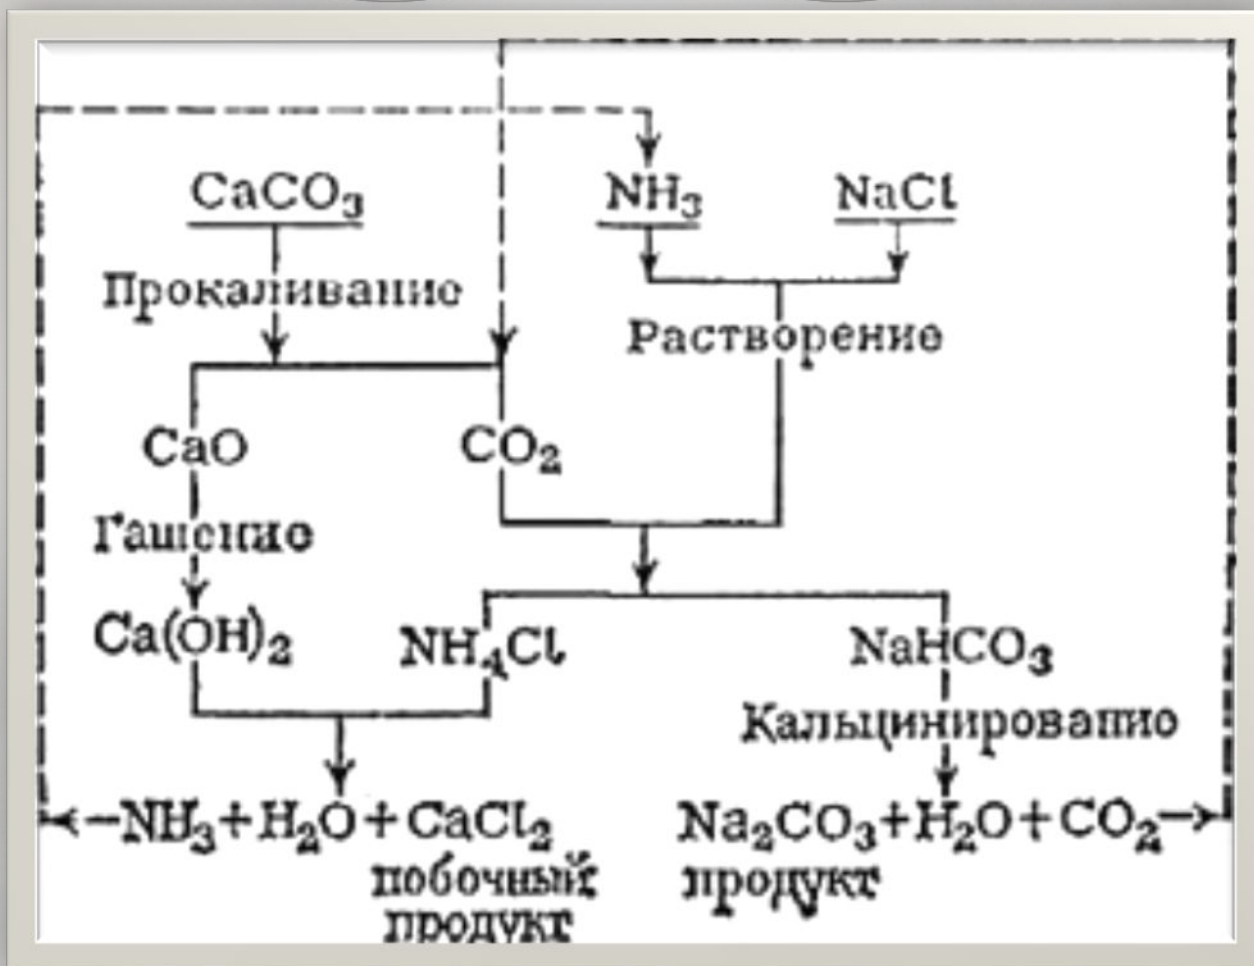 CaCO₃ NH₃ NaCl
Прокаливание
Растворение
CaO CO₂
Гашение
Ca(OH)₂ NH₄Cl NaHCO₃
Кальцинирование
NH₃+H₂O+CaCl₂ Na₂CO₃+H₂O+CO₂
побочный продукт
продукт